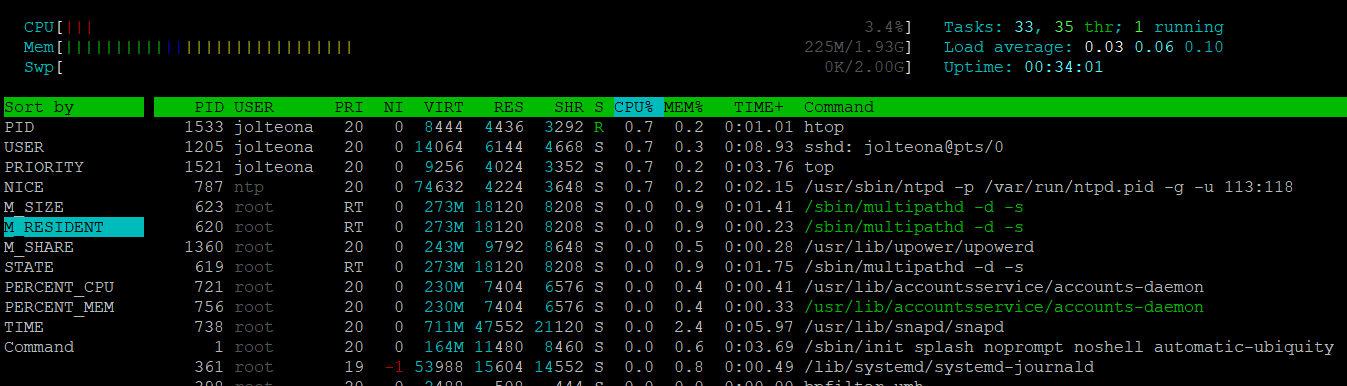 CPU[||| 3.4%] Tasks: 33, 35 thr; 1 running
Mem[||||||||||||||||||||||||||||| 225M/1.93G] Load average: 0.03 0.06 0.10
Swp[ 0K/2.00G] Uptime: 00:34:01
Sort by PID USER PRI NI VIRT RES SHR S CPU% MEM% TIME+ Command
PID 1533 jolteona 20 0 8444 4436 3292 R 0.7 0.2 0:01.01 htop
USER 1205 jolteona 20 0 14064 6144 4668 S 0.7 0.3 0:08.93 sshd: jolteona@pts/0
PRIORITY 1521 jolteona 20 0 9256 4024 3352 S 0.7 0.2 0:03.76 top
NICE 787 ntp 20 0 74632 4224 3648 S 0.7 0.2 0:02.15 /usr/sbin/ntpd -p /var/run/ntpd.pid -g -u 113:118
M_SIZE 623 root RT 0 273M 18120 8208 S 0.0 0.9 0:01.41 /sbin/multipathd -d -s
M_RESIDENT 620 root RT 0 273M 18120 8208 S 0.0 0.9 0:00.23 /sbin/multipathd -d -s
M_SHARE 1360 root 20 0 243M 9792 8648 S 0.0 0.5 0:00.28 /usr/lib/upower/upowerd
STATE 619 root RT 0 273M 18120 8208 S 0.0 0.9 0:01.75 /sbin/multipathd -d -s
PERCENT_CPU 721 root 20 0 230M 7404 6576 S 0.0 0.4 0:00.41 /usr/lib/accountsservice/accounts-daemon
PERCENT_MEM 756 root 20 0 230M 7404 6576 S 0.0 0.4 0:00.33 /usr/lib/accountsservice/accounts-daemon
TIME 738 root 20 0 711M 47552 21120 S 0.0 2.4 0:05.97 /usr/lib/snapd/snapd
Command 1 root 20 0 164M 11480 8460 S 0.0 0.6 0:03.69 /sbin/init splash noprompt noshell automatic-ubiquity
361 root 19 -1 53988 15604 14552 S 0.0 0.8 0:00.49 /lib/systemd/systemd-journald